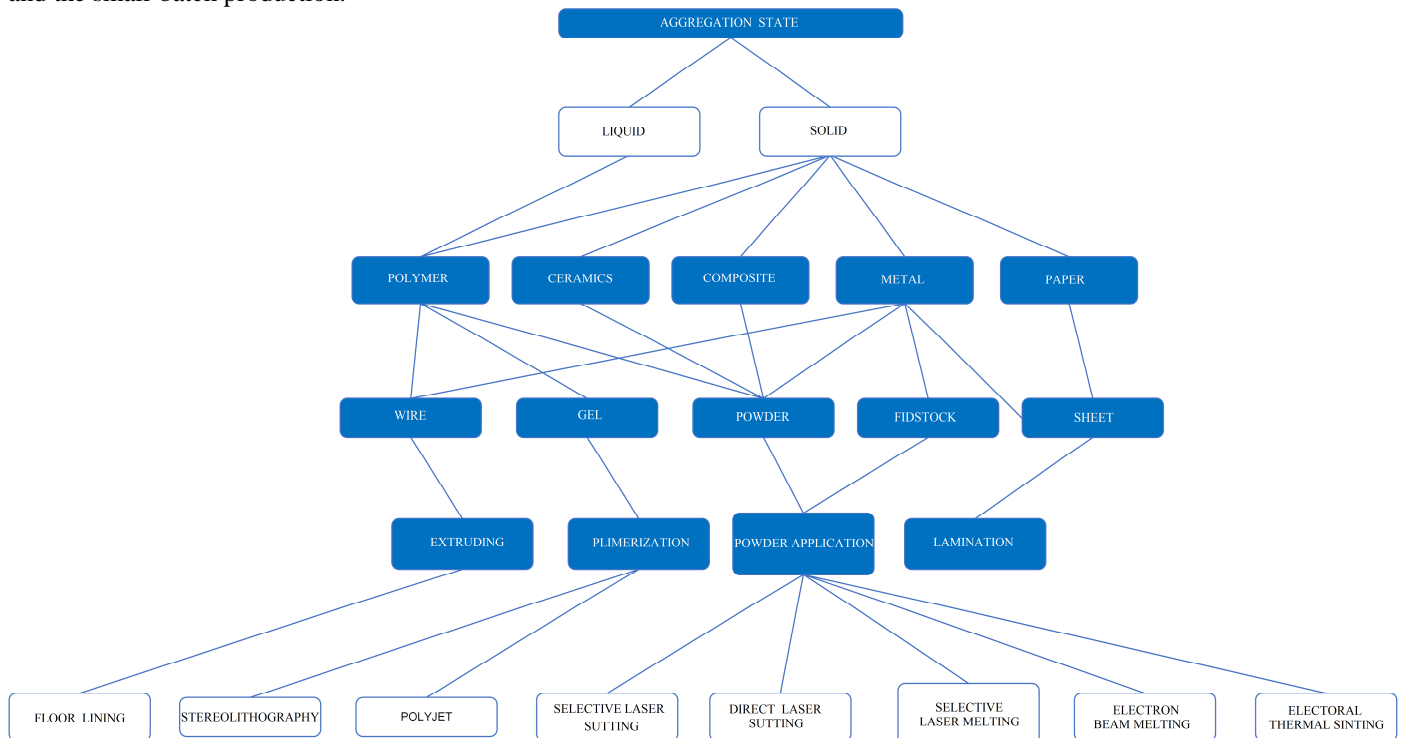 and the small-batch production.
AGGREGATION STATE
LIQUID
SOLID
POLYMER
CERAMICS
COMPOSITE
METAL
PAPER
WIRE
GEL
POWDER
FIDSTOCK
SHEET
EXTRUDING
PLIMERIZATION
POWDER APPLICATION
LAMINATION
FLOOR LINING
STEREOLITHOGRAPHY
POLYJET
SELECTIVE LASER
SUTTING
DIRECT LASER
SUTTING
SELECTIVE
LASER MELTING
ELECTRON
BEAM MELTING
ELECTORAL
THERMAL SINTING